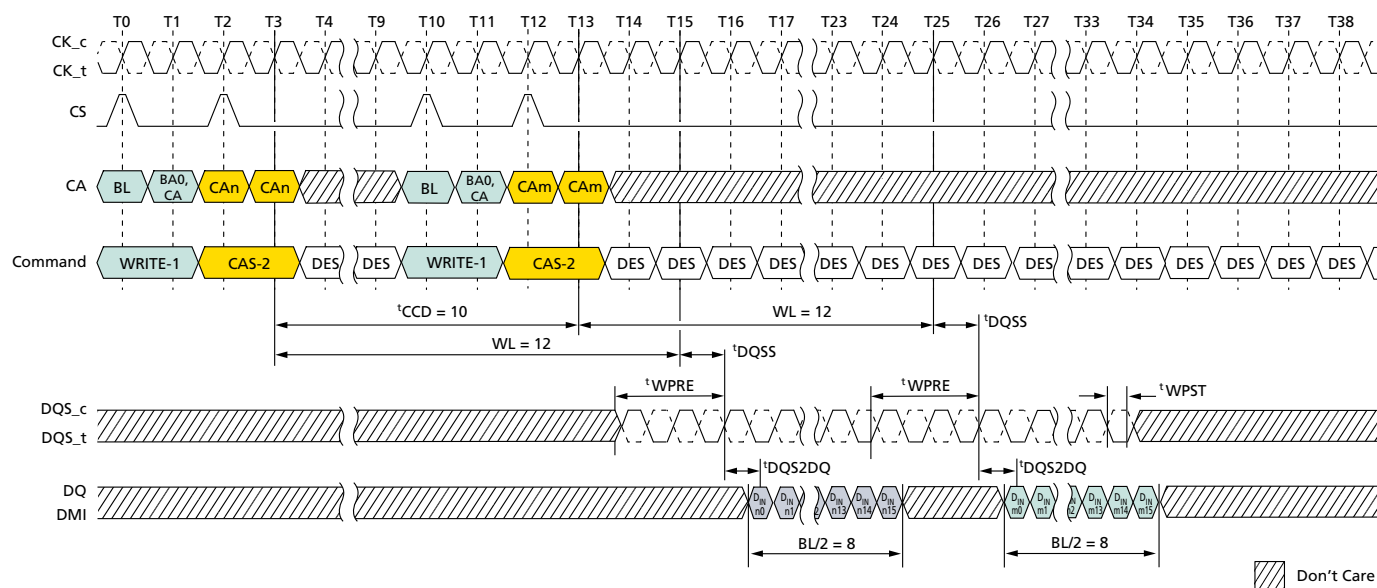 T0 T1 T2 T3 T4 T9 T10 T11 T12 T13 T14 T15 T16 T17 T23 T24 T25 T26 T27 T33 T34 T35 T36 T37 T38
CK_c
CK_t
CS
CA BL BA0, CA CAn CAn BL BA0, CA CAm CAm
Command WRITE-1 CAS-2 DES DES WRITE-1 CAS-2 DES DES DES DES DES DES DES DES DES DES DES DES DES DES DES
tCCD = 10 WL = 12 tDQSS
WL = 12 tDQSS
tWPRE tWPRE tWPST
DQS_c
DQS_t
tDQS2DQ tDQS2DQ
DQ
DMI
DIN n0 DIN n1 DIN n13 DIN n14 DIN n15 DIN m0 DIN m1 DIN m13 DIN m14 DIN m15
BL/2 = 8 BL/2 = 8
Don't Care